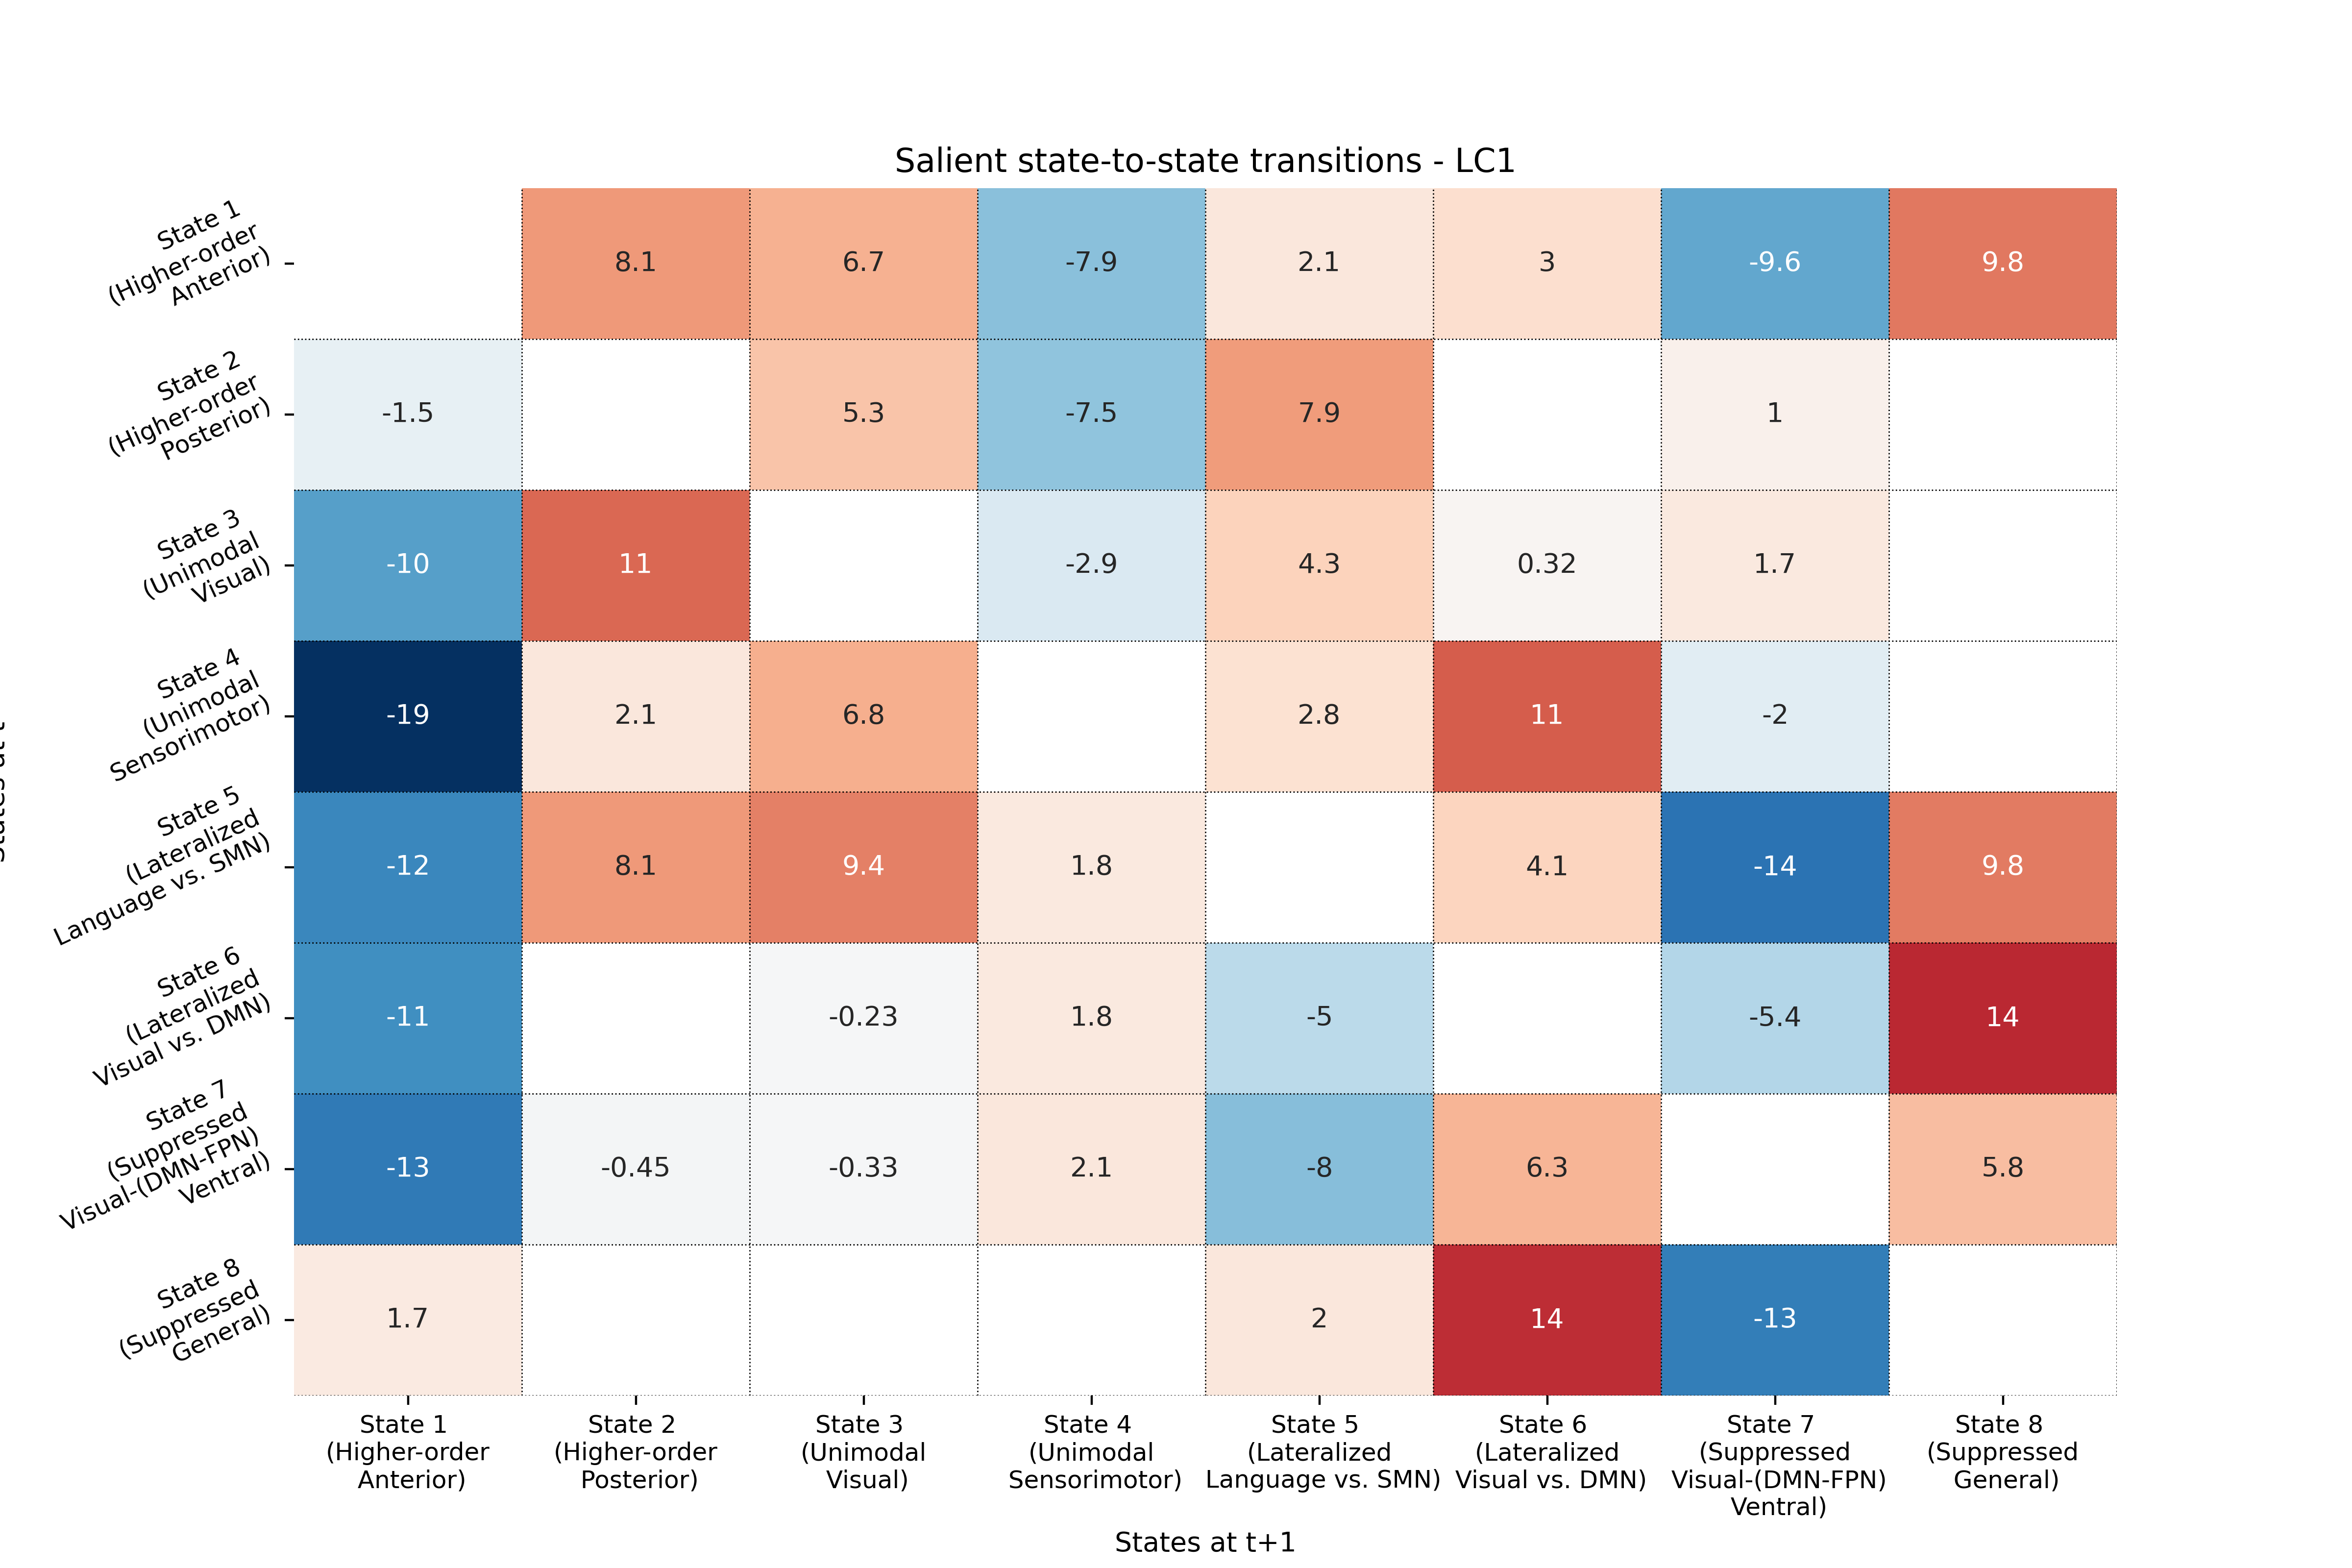 Salient state-to-state transitions - LC1
State 1
(Higher-order
Anterior)
8.1 6.7 -7.9 2.1 3 -9.6 9.8
State 2
(Higher-order
Posterior)
-1.5 5.3 -7.5 7.9 1
State 3
(Unimodal
Visual)
-10 11 -2.9 4.3 0.32 1.7
State 4
(Unimodal
Sensorimotor)
-19 2.1 6.8 2.8 11 -2
State 5
(Lateralized
Language vs. SMN)
-12 8.1 9.4 1.8 4.1 -14 9.8
State 6
(Lateralized
Visual vs. DMN)
-11 -0.23 1.8 -5 -5.4 14
State 7
(Suppressed
Visual-(DMN-FPN)
Ventral)
-13 -0.45 -0.33 2.1 -8 6.3 5.8
State 8
(Suppressed
General)
1.7 2 14 -13
State 1
(Higher-order
Anterior)
State 2
(Higher-order
Posterior)
State 3
(Unimodal
Visual)
State 4
(Unimodal
Sensorimotor)
State 5
(Lateralized
Language vs. SMN)
State 6
(Lateralized
Visual vs. DMN)
State 7
(Suppressed
Visual-(DMN-FPN)
Ventral)
State 8
(Suppressed
General)
States at t+1